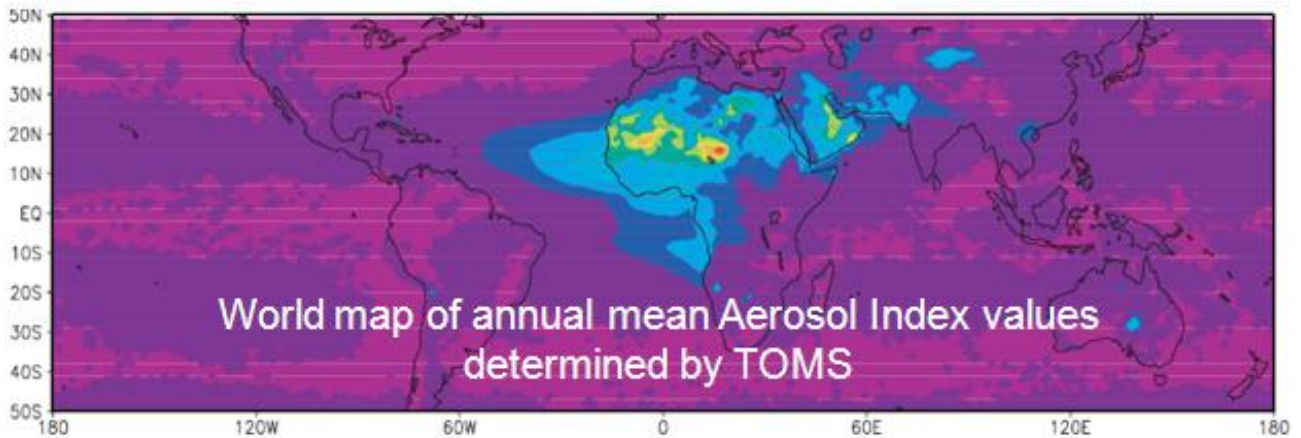 50N
40N
30N
20N
10N
EQ
10S
20S
30S
40S
50S
World map of annual mean Aerosol Index values
determined by TOMS
180 120W 60W 0 60E 120E 180